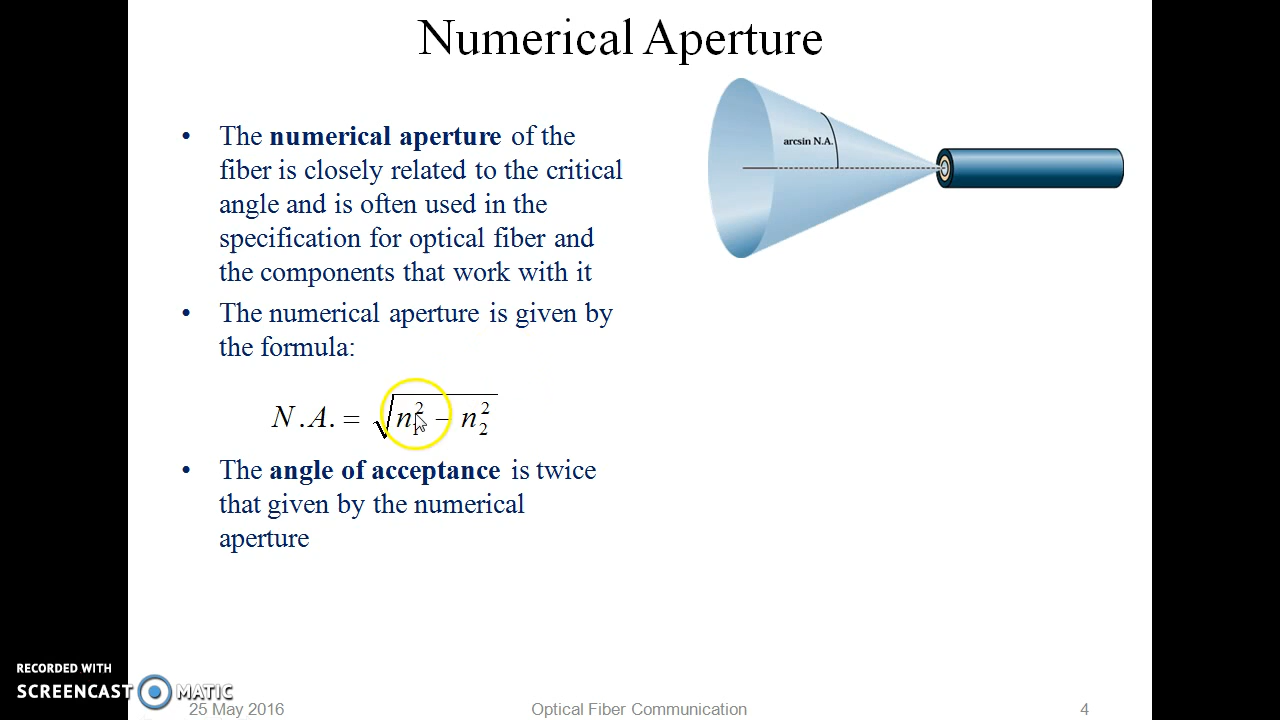 Numerical Aperture
• The numerical aperture of the
fiber is closely related to the critical
angle and is often used in the
specification for optical fiber and
the components that work with it
• The numerical aperture is given by
the formula:
N.A. = √(n₁² − n₂²)
• The angle of acceptance is twice
that given by the numerical
aperture
arcsin N.A.
RECORDED WITH
SCREENCAST MATIC
25 May 2016
Optical Fiber Communication
4